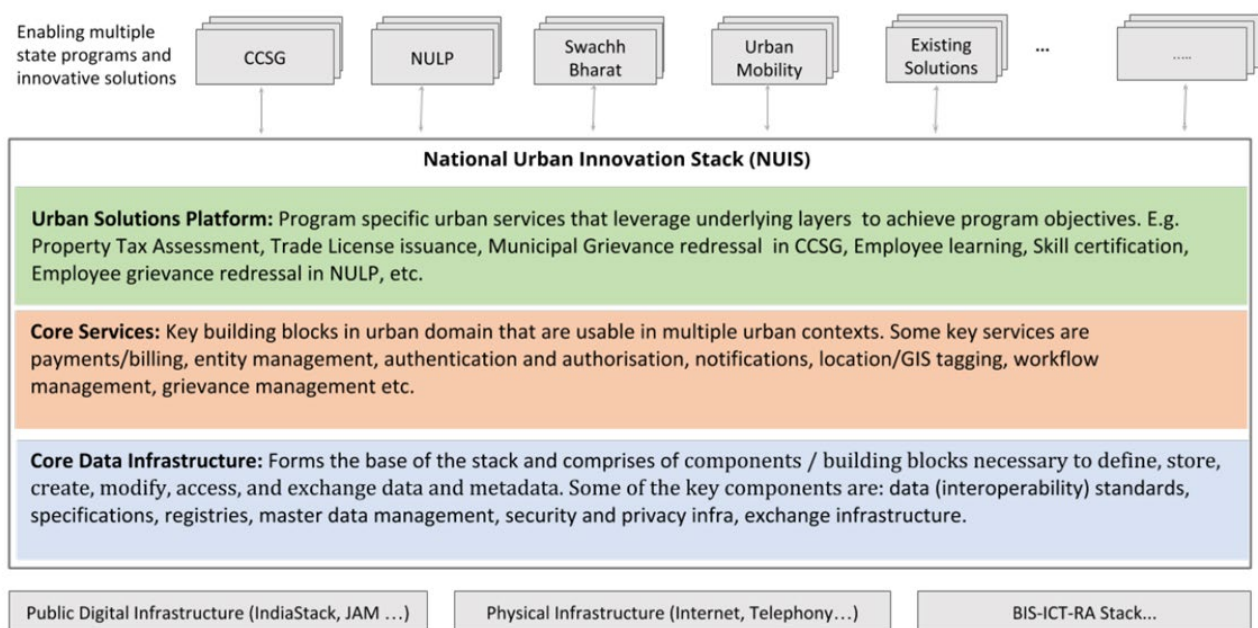 Enabling multiple
state programs and
innovative solutions
CCSG
NULP
Swachh
Bharat
Urban
Mobility
Existing
Solutions
...
.....
National Urban Innovation Stack (NUIS)
Urban Solutions Platform: Program specific urban services that leverage underlying layers to achieve program objectives. E.g.
Property Tax Assessment, Trade License issuance, Municipal Grievance redressal in CCSG, Employee learning, Skill certification,
Employee grievance redressal in NULP, etc.
Core Services: Key building blocks in urban domain that are usable in multiple urban contexts. Some key services are
payments/billing, entity management, authentication and authorisation, notifications, location/GIS tagging, workflow
management, grievance management etc.
Core Data Infrastructure: Forms the base of the stack and comprises of components / building blocks necessary to define, store,
create, modify, access, and exchange data and metadata. Some of the key components are: data (interoperability) standards,
specifications, registries, master data management, security and privacy infra, exchange infrastructure.
Public Digital Infrastructure (IndiaStack, JAM ...)
Physical Infrastructure (Internet, Telephony...)
BIS-ICT-RA Stack...